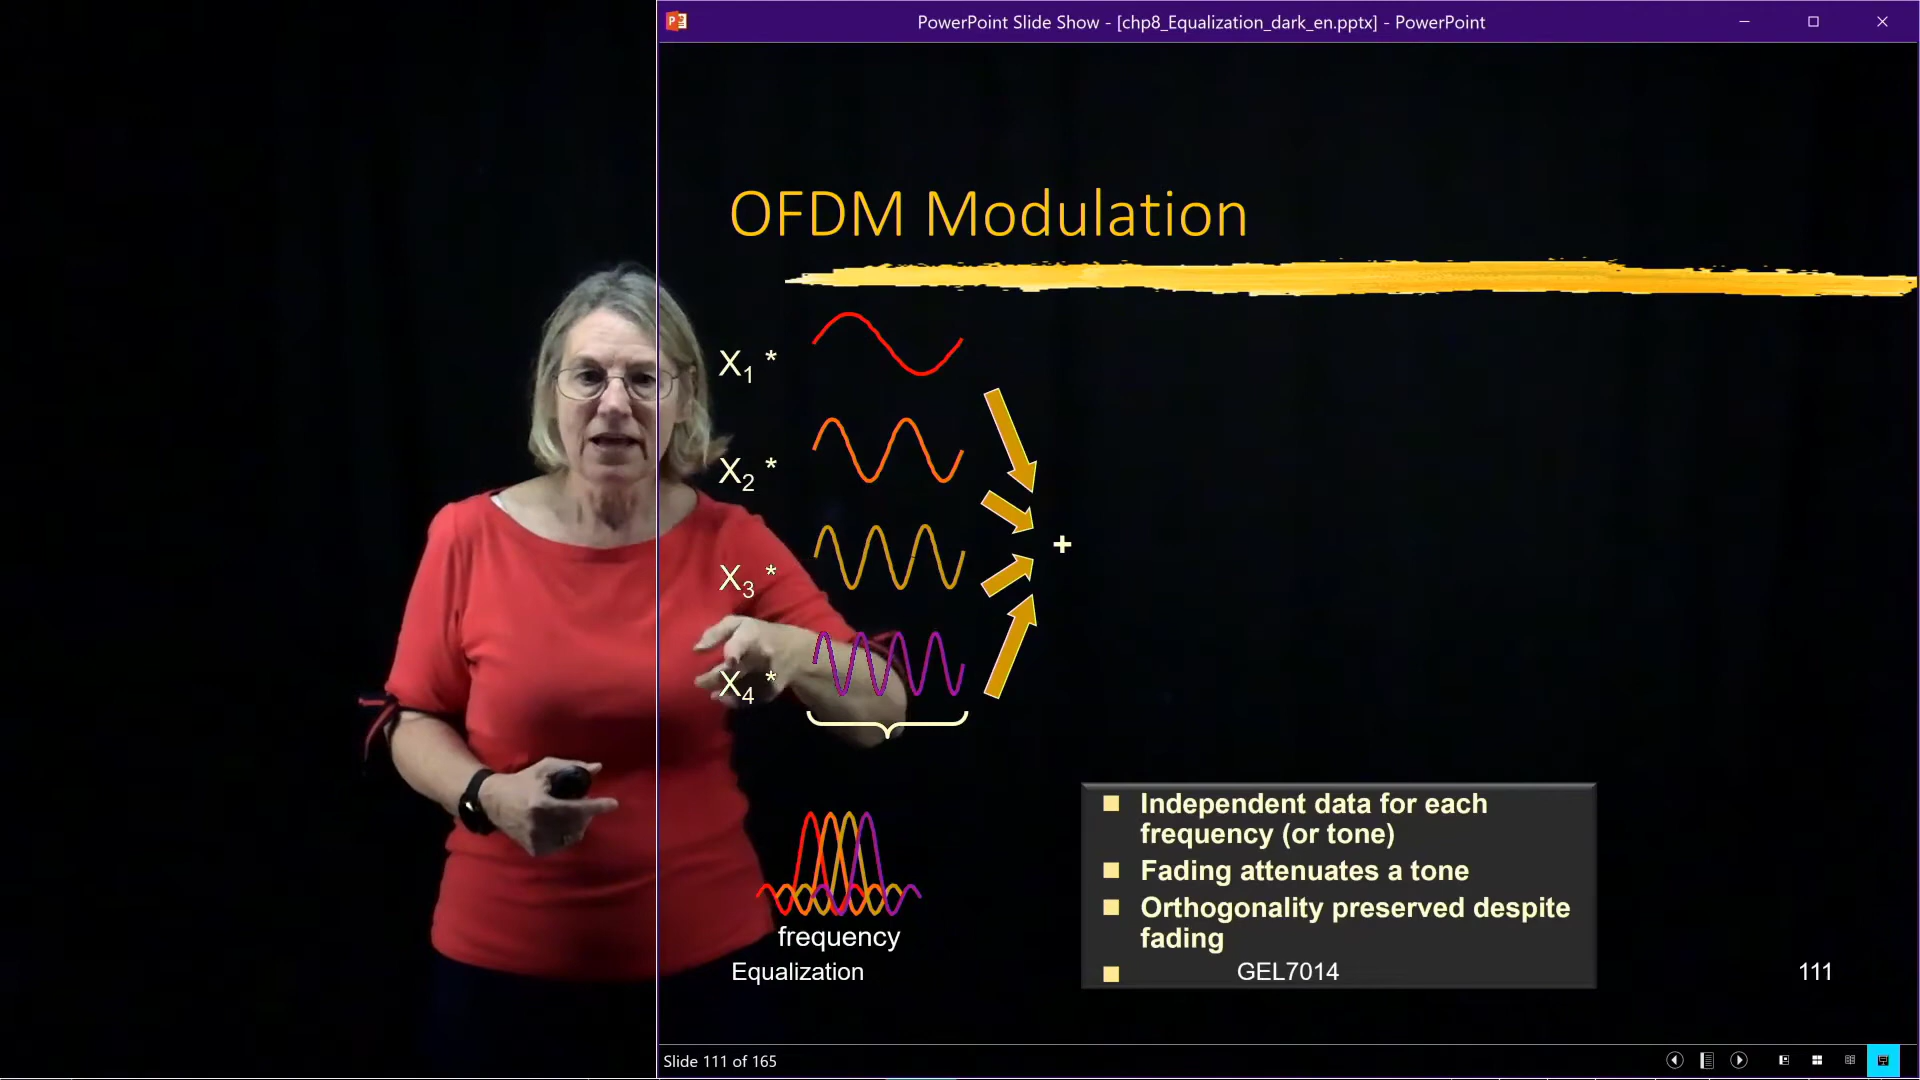 PowerPoint Slide Show - [chp8_Equalization_dark_en.pptx] - PowerPoint
OFDM Modulation
X1 *
X2 *
X3 *
X4 *
+
frequency
Independent data for each
frequency (or tone)
Fading attenuates a tone
Orthogonality preserved despite
fading
Equalization
GEL7014
111
Slide 111 of 165